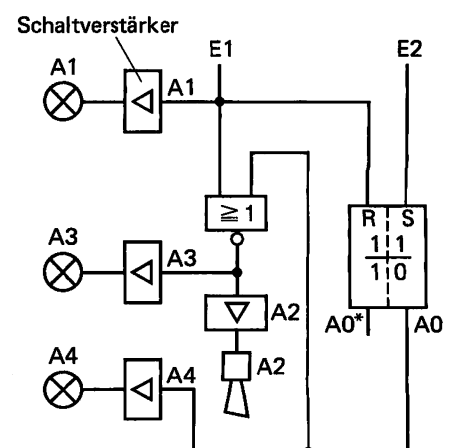 Schaltverstärker
E1
E2
A1
A1
≧ 1
R S
1 1
1 0
A3
A3
A2
A0*
A0
A4
A4
A2